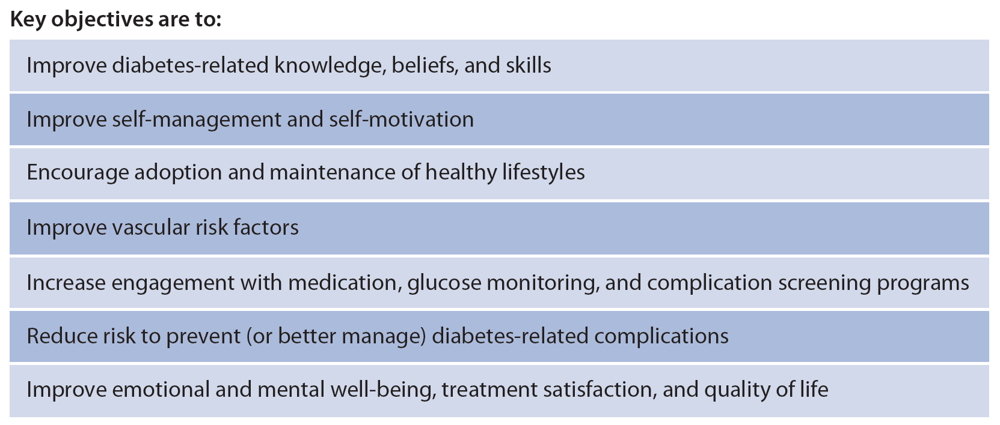 Key objectives are to:
Improve diabetes-related knowledge, beliefs, and skills
Improve self-management and self-motivation
Encourage adoption and maintenance of healthy lifestyles
Improve vascular risk factors
Increase engagement with medication, glucose monitoring, and complication screening programs
Reduce risk to prevent (or better manage) diabetes-related complications
Improve emotional and mental well-being, treatment satisfaction, and quality of life